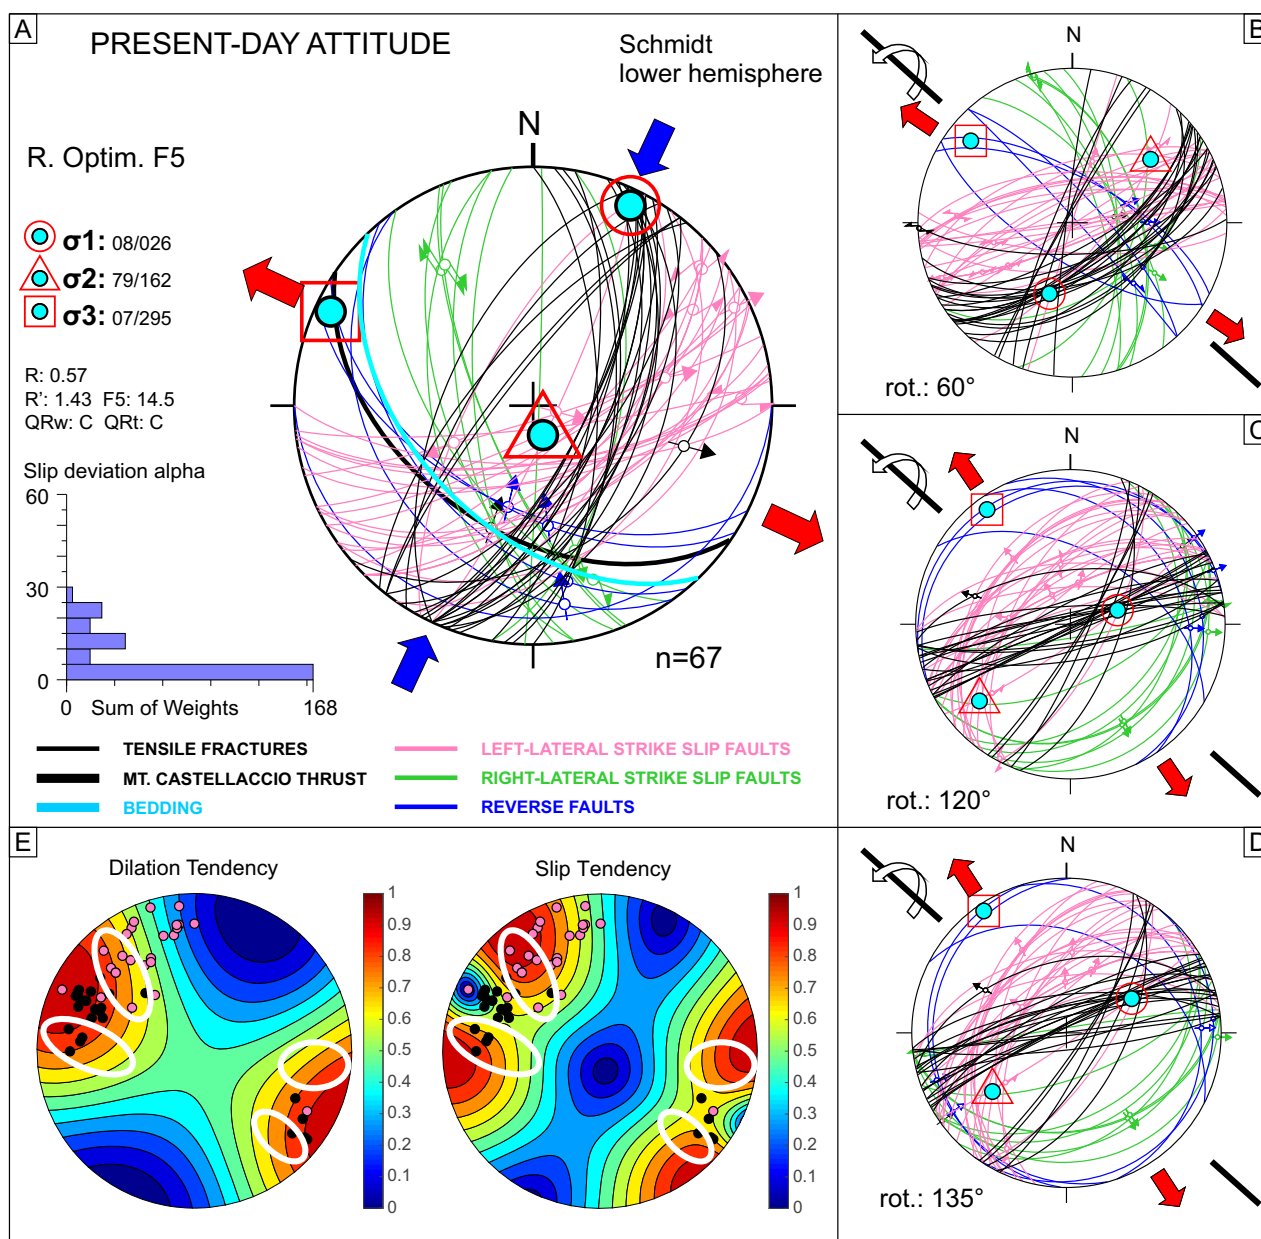 A
PRESENT-DAY ATTITUDE
Schmidt
lower hemisphere
N
R. Optim. F5
σ1: 08/026
σ2: 79/162
σ3: 07/295
R: 0.57
R': 1.43 F5: 14.5
QRw: C QRt: C
Slip deviation alpha
60
30
0
0 Sum of Weights 168
n=67
TENSILE FRACTURES
MT. CASTELLACCIO THRUST
BEDDING
LEFT-LATERAL STRIKE SLIP FAULTS
RIGHT-LATERAL STRIKE SLIP FAULTS
REVERSE FAULTS
B
N
rot.: 60°
C
N
rot.: 120°
D
N
rot.: 135°
E
Dilation Tendency
1
0.9
0.8
0.7
0.6
0.5
0.4
0.3
0.2
0.1
0
Slip Tendency
1
0.9
0.8
0.7
0.6
0.5
0.4
0.3
0.2
0.1
0